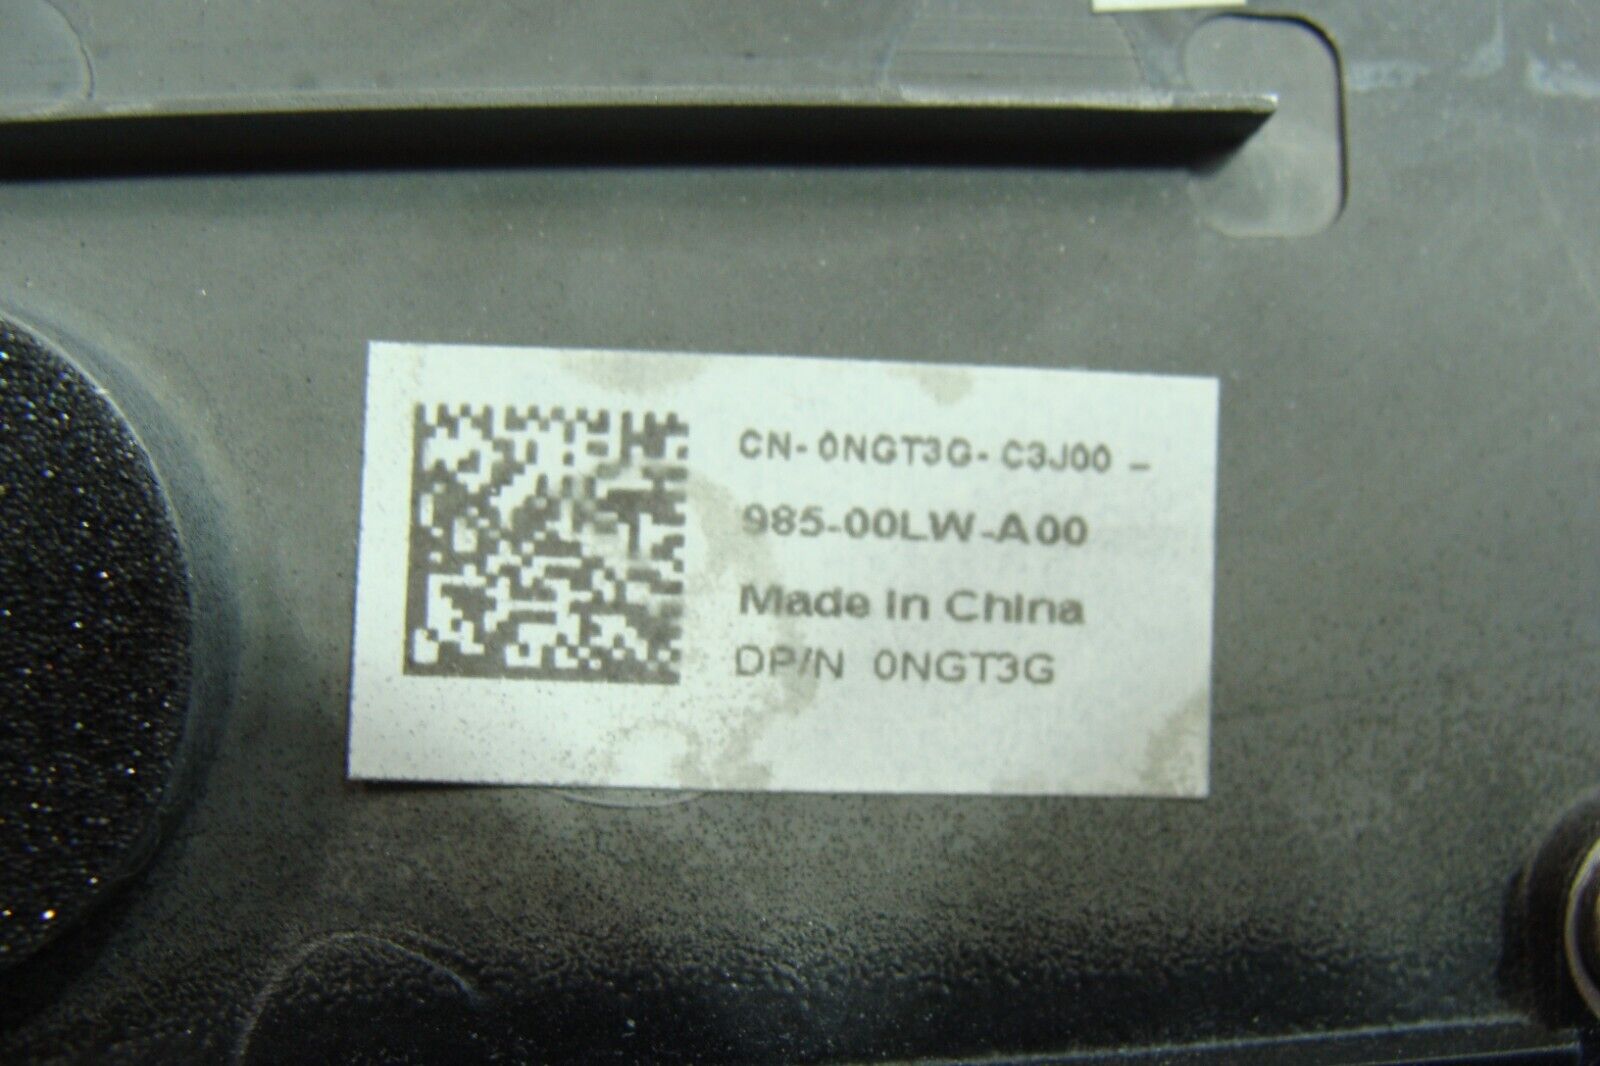 CN- 0NGT3G- C3J00 -
985-00LW-A00
Made in China
DP/N 0NGT3G